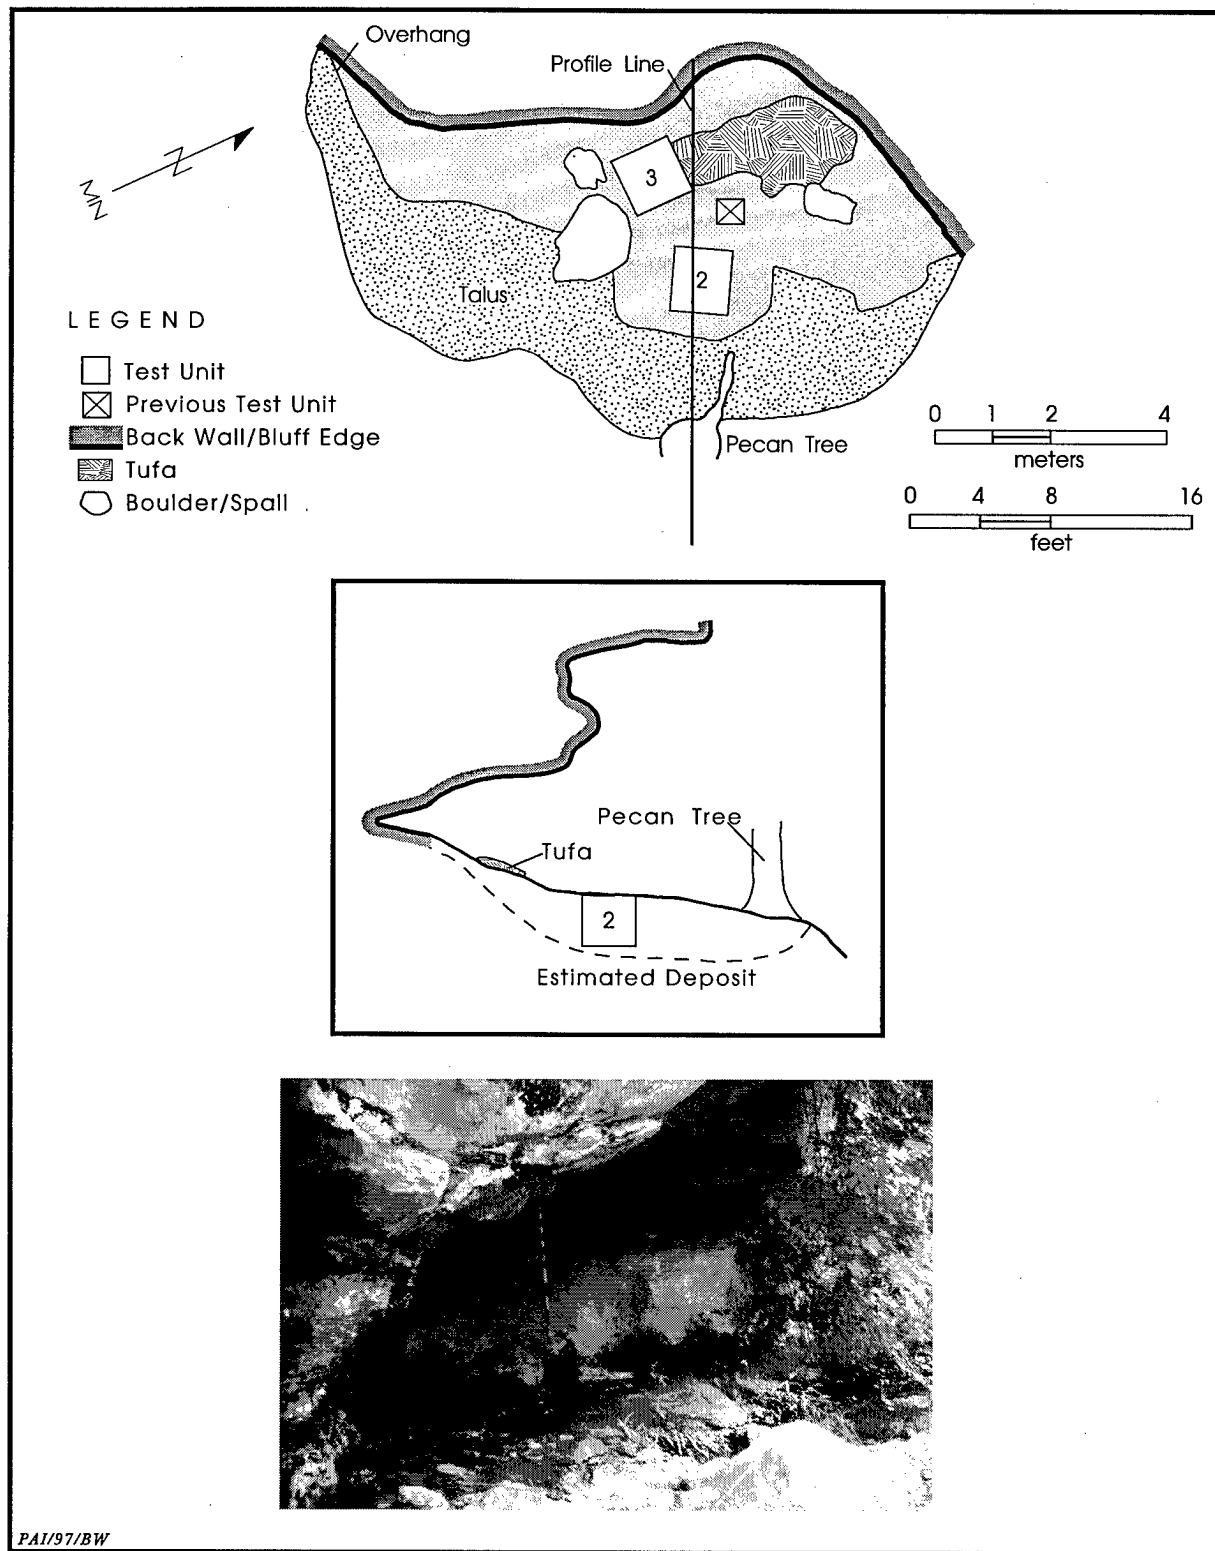 Overhang
Profile Line
N
MN
3
2
Talus
LEGEND
Test Unit
Previous Test Unit
Back Wall/Bluff Edge
Tufa
Boulder/Spall
Pecan Tree
0 1 2 4
meters
0 4 8 16
feet
Pecan Tree
Tufa
2
Estimated Deposit
PAI/97/BW